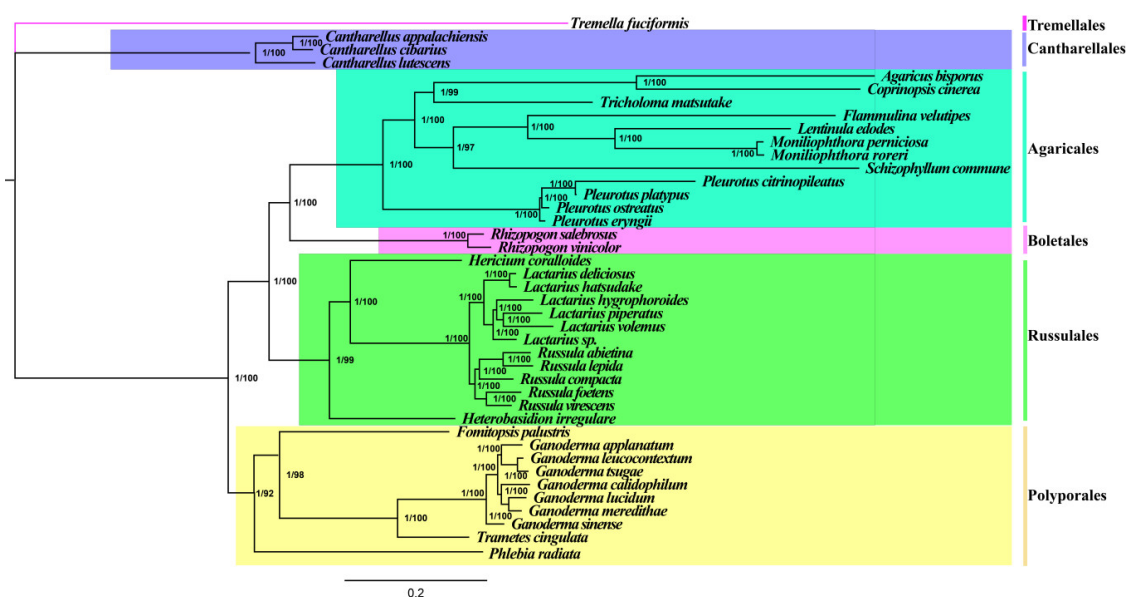 Tremella fuciformis
Tremellales
Cantharellus appalachiensis
1/100
Cantharellus cibarius
1/100
Cantharellus lutescens
Cantharellales
Agaricus bisporus
1/100
Coprinopsis cinerea
1/99
Tricholoma matsutake
Flammulina velutipes
1/100
1/100
Lentinula edodes
1/100
Moniliophthora perniciosa
1/97
1/100
Moniliophthora roreri
Agaricales
1/100
Schizophyllum commune
Pleurotus citrinopileatus
1/100
Pleurotus platypus
1/100
Pleurotus ostreatus
1/100
Pleurotus eryngii
1/100
Rhizopogon salebrosus
1/100
Rhizopogon vinicolor
Boletales
Hericium coralloides
Lactarius deliciosus
1/100
1/100
Lactarius hatsudake
1/100
Lactarius hygrophoroides
1/100
1/100
Lactarius piperatus
1/100
Lactarius volemus
1/100
Lactarius sp.
1/100
Russulales
Russula abietina
1/100
1/99
Russula lepida
1/100
1/100
Russula compacta
1/100
Russula foetens
1/100
Russula virescens
Heterobasidion irregulare
Fomitopsis palustris
Ganoderma applanatum
1/100
Ganoderma leucocontextum
1/100
1/98
Ganoderma tsugae
1/100
Ganoderma calidophilum
1/92
1/100
1/100
Ganoderma lucidum
Polyporales
Ganoderma meredithae
1/100
1/100
Ganoderma sinense
Trametes cingulata
Phlebia radiata
0.2